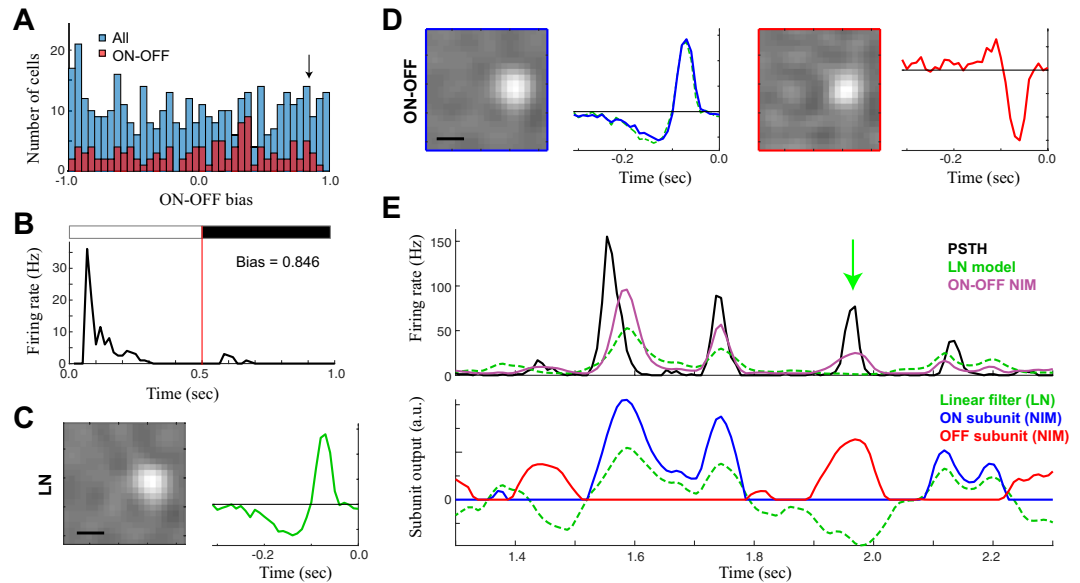 A
All
ON-OFF
Number of cells
20
10
0
-1.0
0.0
1.0
ON-OFF bias
B
Bias = 0.846
Firing rate (Hz)
30
20
10
0
0.0
0.5
1.0
Time (sec)
C
LN
-0.2
0
Time (sec)
D
ON-OFF
-0.2
0.0
Time (sec)
-0.2
0.0
Time (sec)
E
Firing rate (Hz)
150
100
50
0
PSTH
LN model
ON-OFF NIM
Subunit output (a.u.)
0
Linear filter (LN)
ON subunit (NIM)
OFF subunit (NIM)
1.4
1.6
1.8
2.0
2.2
Time (sec)